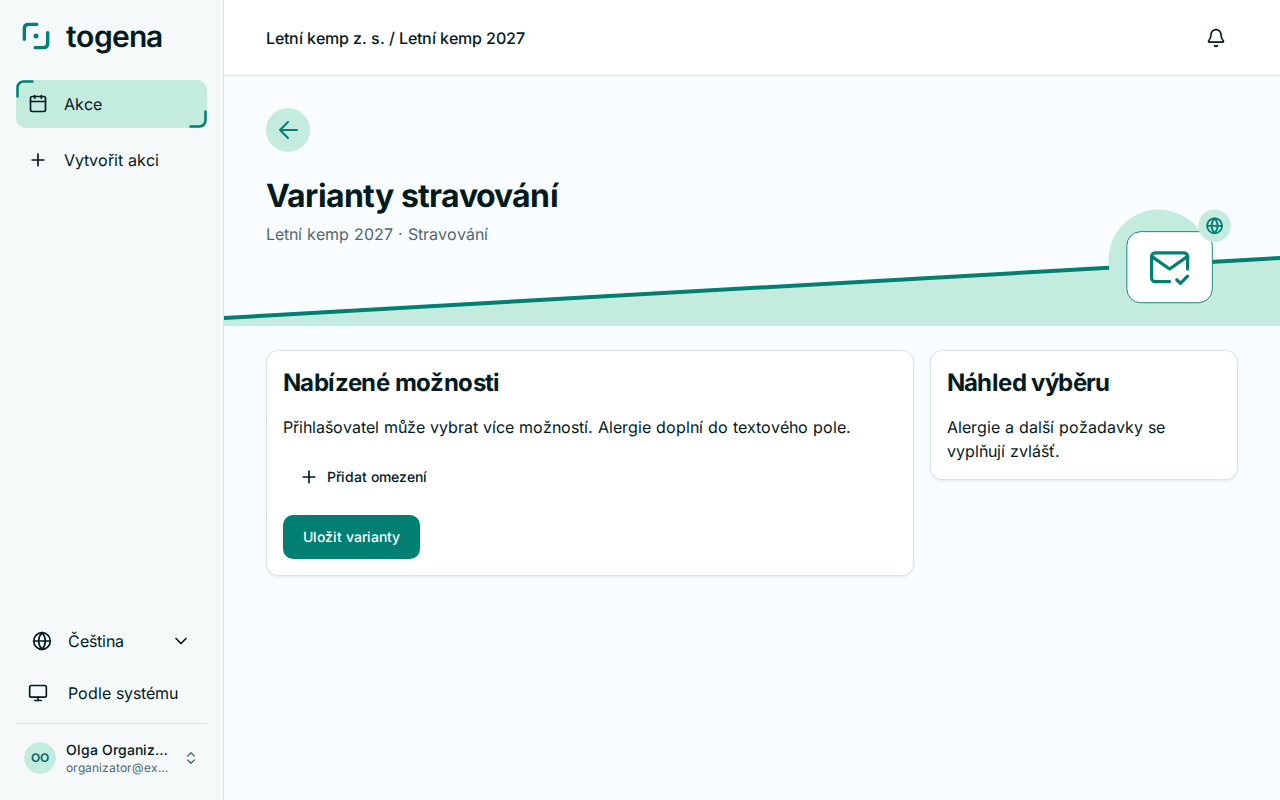 togena
Letní kemp z. s. / Letní kemp 2027
Akce
Vytvořit akci
Varianty stravování
Letní kemp 2027 · Stravování
Nabízené možnosti
Přihlašovatel může vybrat více možností. Alergie doplní do textového pole.
Přidat omezení
Uložit varianty
Náhled výběru
Alergie a další požadavky se
vyplňují zvlášť.
Čeština
Podle systému
OO
Olga Organiz...
organizator@ex...